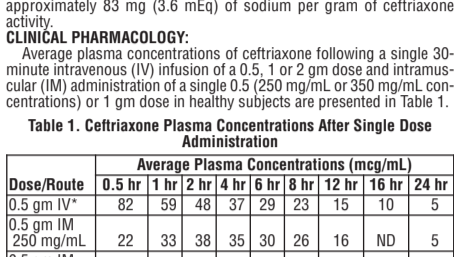 approximately 83 mg (3.6 mEq) of sodium per gram of ceftriaxone
activity.
CLINICAL PHARMACOLOGY:
Average plasma concentrations of ceftriaxone following a single 30-
minute intravenous (IV) infusion of a 0.5, 1 or 2 gm dose and intramus-
cular (IM) administration of a single 0.5 (250 mg/mL or 350 mg/mL con-
centrations) or 1 gm dose in healthy subjects are presented in Table 1.
Table 1. Ceftriaxone Plasma Concentrations After Single Dose
Administration
Average Plasma Concentrations (mcg/mL)
Dose/Route 0.5 hr 1 hr 2 hr 4 hr 6 hr 8 hr 12 hr 16 hr 24 hr
0.5 gm IV* 82 59 48 37 29 23 15 10 5
0.5 gm IM
250 mg/mL 22 33 38 35 30 26 16 ND 5
0.5 gm IM